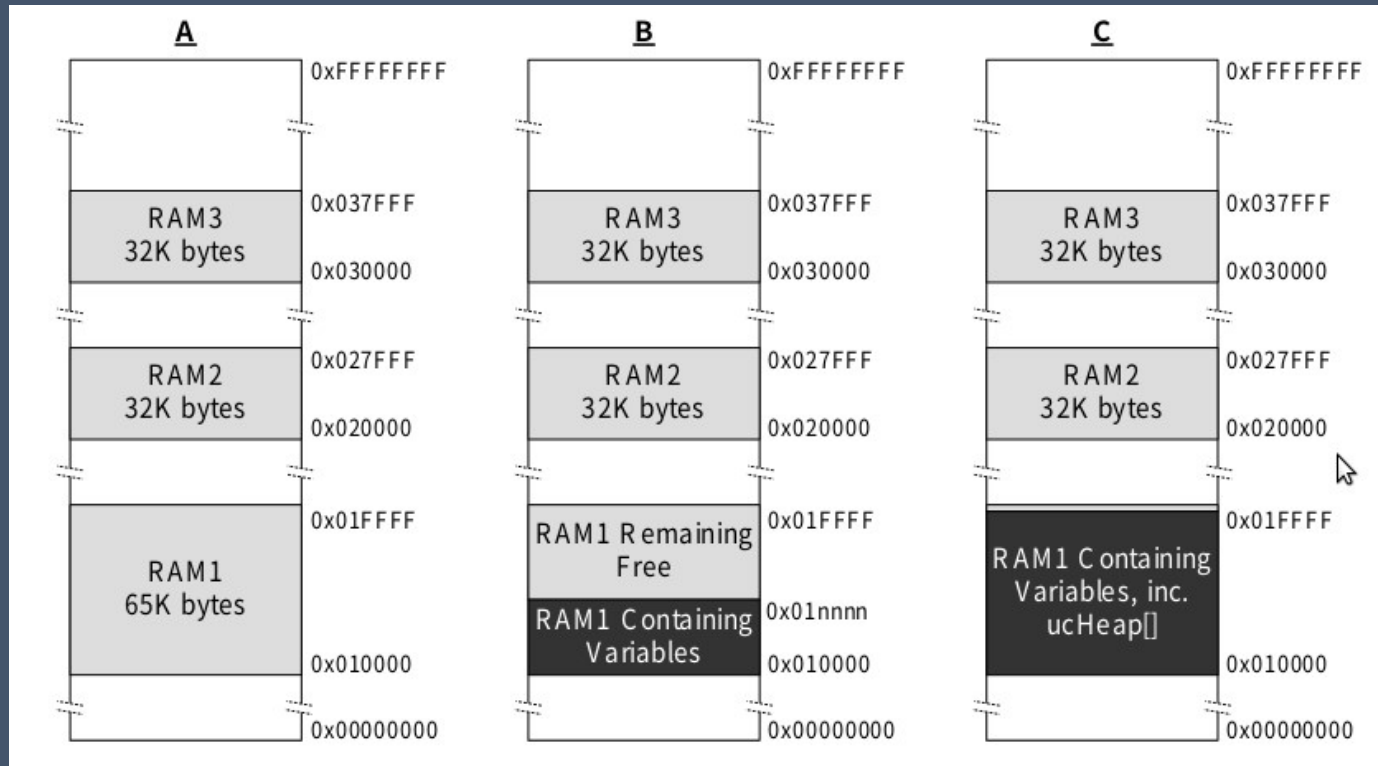 A
0xFFFFFFFF
RAM3
32K bytes
0x037FFF
0x030000
RAM2
32K bytes
0x027FFF
0x020000
RAM1
65K bytes
0x01FFFF
0x010000
0x00000000
B
0xFFFFFFFF
RAM3
32K bytes
0x037FFF
0x030000
RAM2
32K bytes
0x027FFF
0x020000
RAM1 Remaining
Free
0x01FFFF
0x01nnnn
RAM1 Containing
Variables
0x010000
0x00000000
C
0xFFFFFFFF
RAM3
32K bytes
0x037FFF
0x030000
RAM2
32K bytes
0x027FFF
0x020000
0x01FFFF
RAM1 Containing
Variables, inc.
ucHeap[]
0x010000
0x00000000